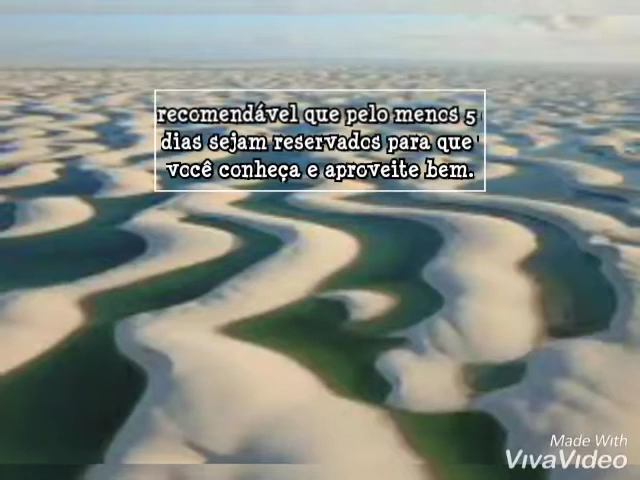 recomendável que pelo menos 5
dias sejam reservados para que
você conheça e aproveite bem.
Made With
VivaVideo